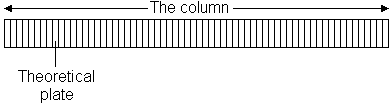 The column
Theoretical
plate